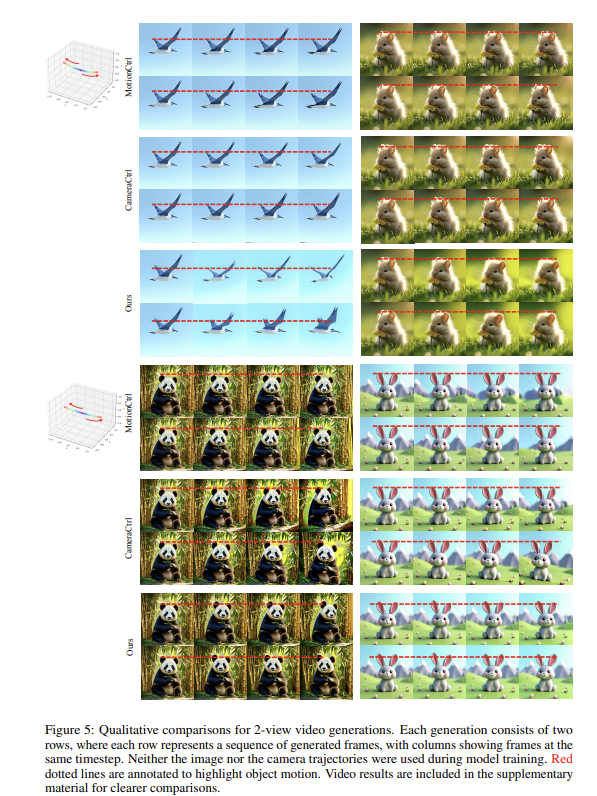 MotionCtrl
CameraCtrl
Ours
MotionCtrl
CameraCtrl
Ours
Figure 5: Qualitative comparisons for 2-view video generations. Each generation consists of two
rows, where each row represents a sequence of generated frames, with columns showing frames at the
same timestep. Neither the image nor the camera trajectories were used during model training. Red
dotted lines are annotated to highlight object motion. Video results are included in the supplementary
material for clearer comparisons.